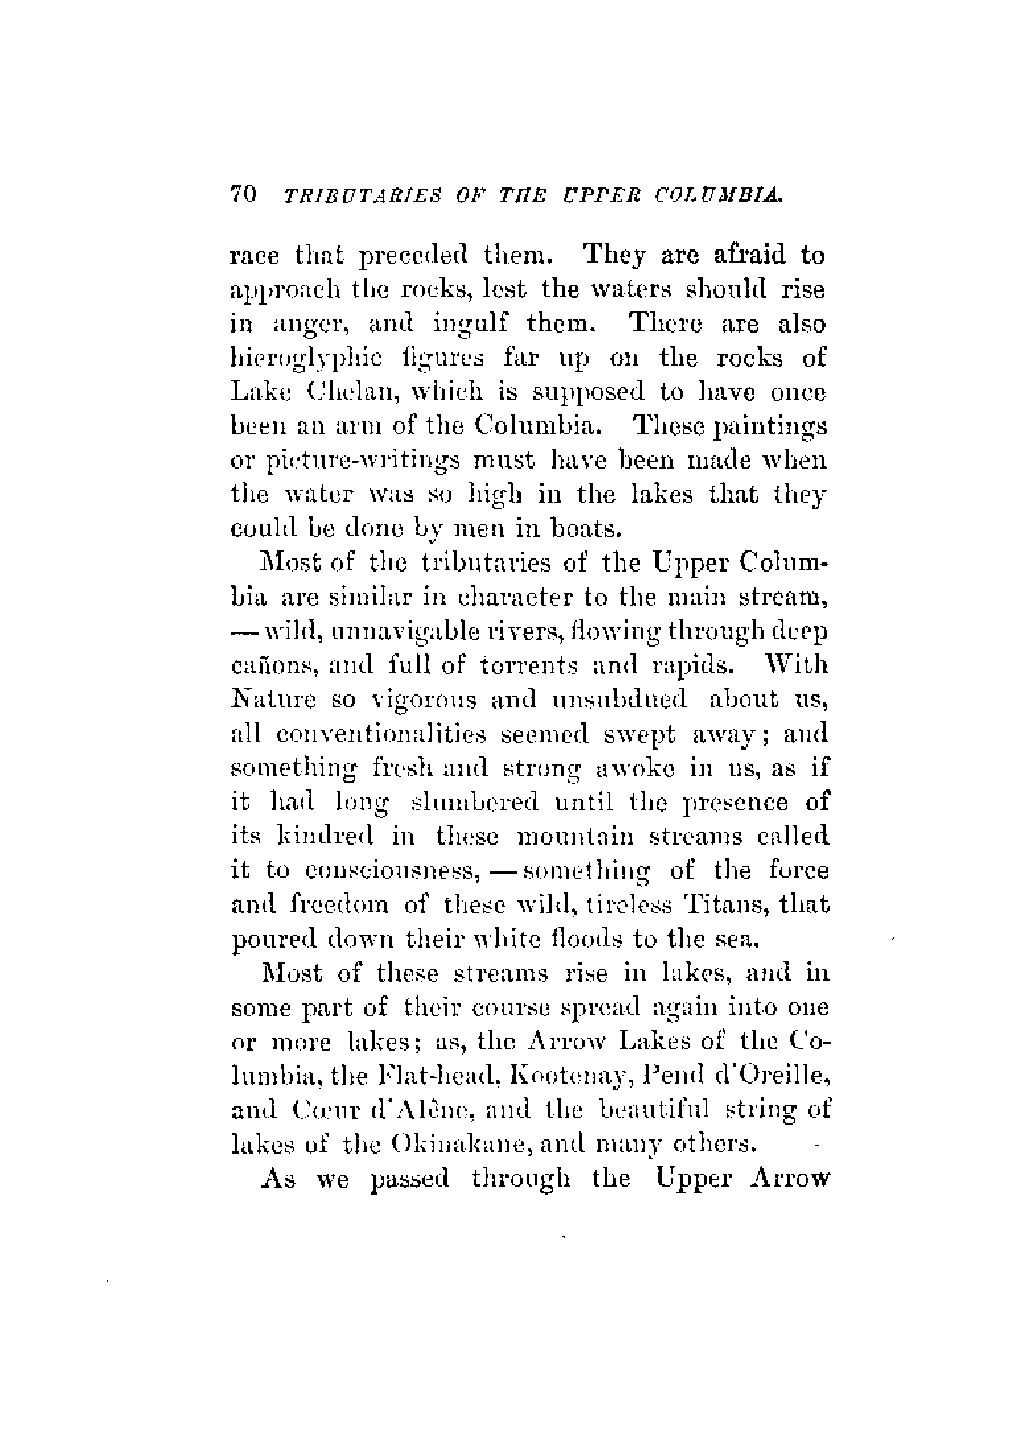 70 TRIBUTARIES OF THE UPPER COLUMBIA.
race that preceded them. They are afraid to
approach the rocks, lest the waters should rise
in anger, and ingulf them. There are also
hieroglyphic figures far up on the rocks of
Lake Chelan, which is supposed to have once
been an arm of the Columbia. These paintings
or picture-writings must have been made when
the water was so high in the lakes that they
could be done by men in boats.
Most of the tributaries of the Upper Colum-
bia are similar in character to the main stream,
— wild, unnavigable rivers, flowing through deep
cañons, and full of torrents and rapids. With
Nature so vigorous and unsubdued about us,
all conventionalities seemed swept away; and
something fresh and strong awoke in us, as if
it had long slumbered until the presence of
its kindred in these mountain streams called
it to consciousness, — something of the force
and freedom of these wild, tireless Titans, that
poured down their white floods to the sea.
Most of these streams rise in lakes, and in
some part of their course spread again into one
or more lakes; as, the Arrow Lakes of the Co-
lumbia, the Flat-head, Kootenay, Pend d'Oreille,
and Cœur d'Alène, and the beautiful string of
lakes of the Okinakane, and many others.
As we passed through the Upper Arrow